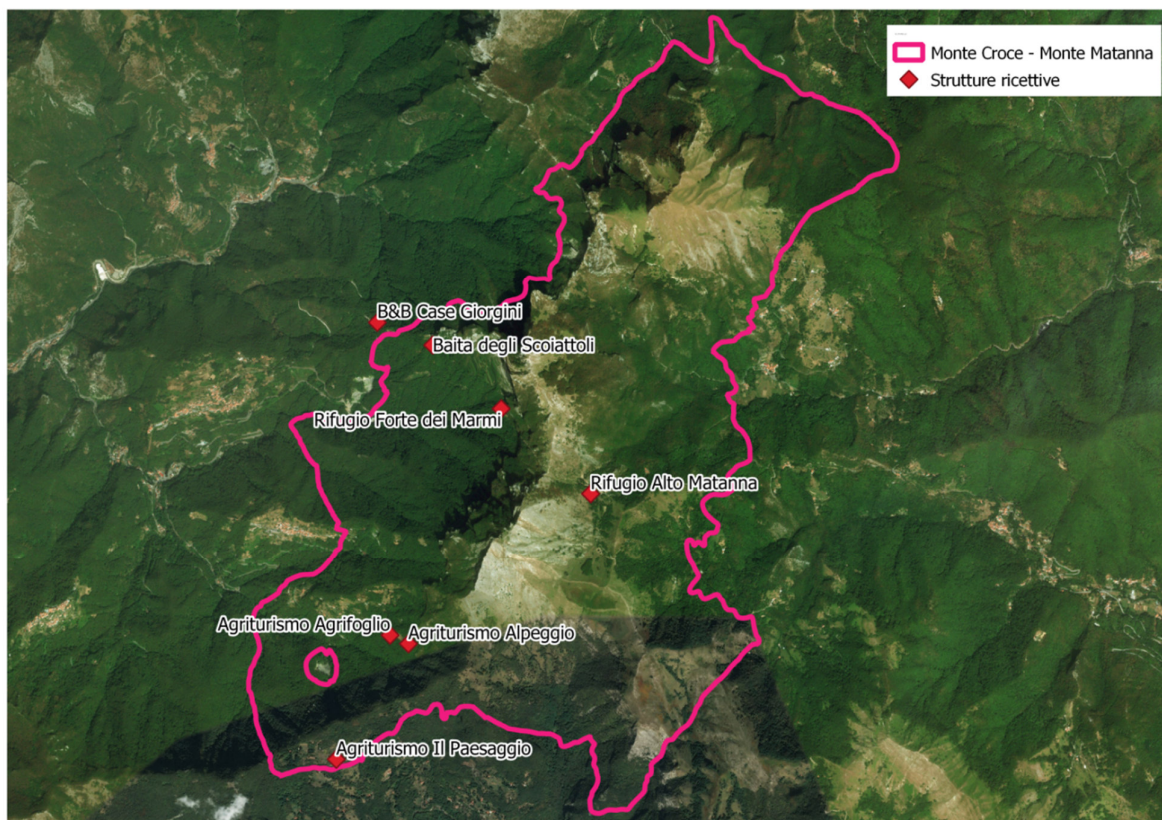 Monte Croce - Monte Matanna
Strutture ricettive
B&B Case Giorgini
Baita degli Scoiattoli
Rifugio Forte dei Marmi
Rifugio Alto Matanna
Agriturismo Agrifoglio
Agriturismo Alpeggio
Agriturismo Il Paesaggio